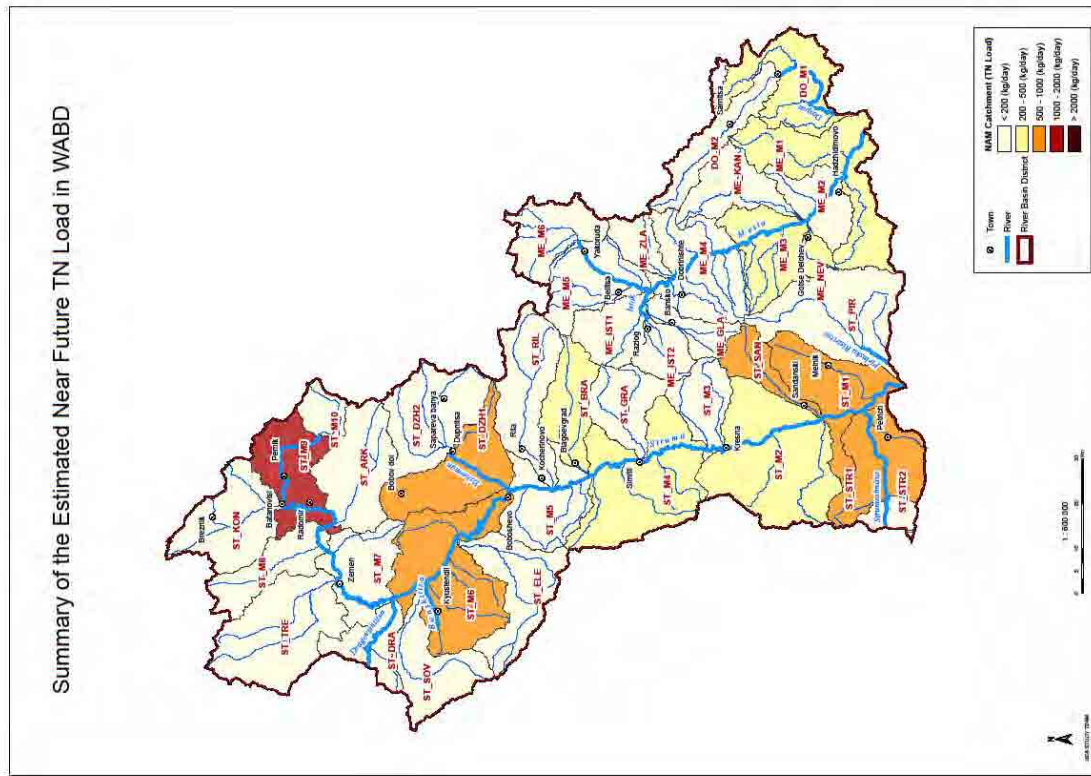 Summary of the Estimated Near Future TN Load in WABD
Breznik
ST_KON
Batanovtsi
Pernik
ST_M9
ST_M10
Radomir
ST_M8
ST_TRE
Zemen
ST_ARK
ST_M7
Bobov dol
ST_DZH2
Sapareva banya
Dupnitsa
ST_DZH1
ST_DRA
ST_SOV
Kyustendil
ST_M6
ST_ELE
Boboshevo
Kocherinovo
Rila
ST_RIL
ST_M5
Blagoevgrad
ST_BRA
Simitli
ST_GRA
ST_M4
Struma
Kresna
ST_M3
ST_M2
ST_SAN
Sandanski
Melnik
ST_M1
ST_STR1
Petrich
ST_STR2
ST_PIR
ME_M6
Yakoruda
ME_M5
Belitsa
ME_IST1
Razlog
Bansko
ME_IST2
ME_GLA
Dobrinishte
ME_ZLA
ME_M4
Mesta
ME_M3
Gotse Delchev
ME_NEV
ME_KAN
ME_M1
ME_M2
Hadzhidimovo
DO_M2
DO_M1
NAM Catchment (TN Load)
< 200 (kg/day)
200 - 500 (kg/day)
500 - 1000 (kg/day)
1000 - 2000 (kg/day)
> 2000 (kg/day)
Town
River
River Basin District
1 : 600 000
N